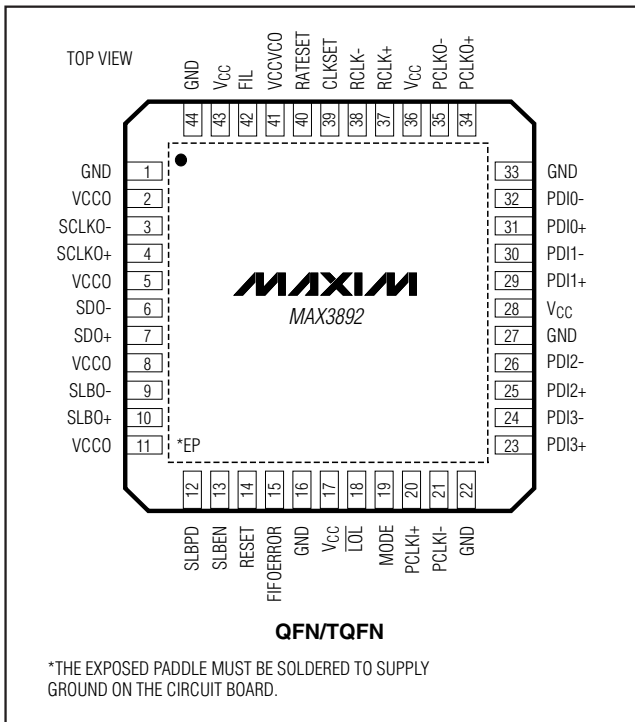 TOP VIEW
GND
VCC
FIL
VCCVCO
RATESET
CLKSET
RCLK-
RCLK+
VCC
PCLKO-
PCLKO+
44
43
42
41
40
39
38
37
36
35
34
GND 1
VCCO 2
SCLKO- 3
SCLKO+ 4
VCCO 5
SDO- 6
SDO+ 7
VCCO 8
SLBO- 9
SLBO+ 10
VCCO 11
33 GND
32 PDI0-
31 PDI0+
30 PDI1-
29 PDI1+
28 VCC
27 GND
26 PDI2-
25 PDI2+
24 PDI3-
23 PDI3+
MAXIM
MAX3892
*EP
12
13
14
15
16
17
18
19
20
21
22
SLBPD
SLBEN
RESET
FIFOERROR
GND
VCC
LOL
MODE
PCLKI+
PCLKI-
GND
QFN/TQFN
*THE EXPOSED PADDLE MUST BE SOLDERED TO SUPPLY
GROUND ON THE CIRCUIT BOARD.